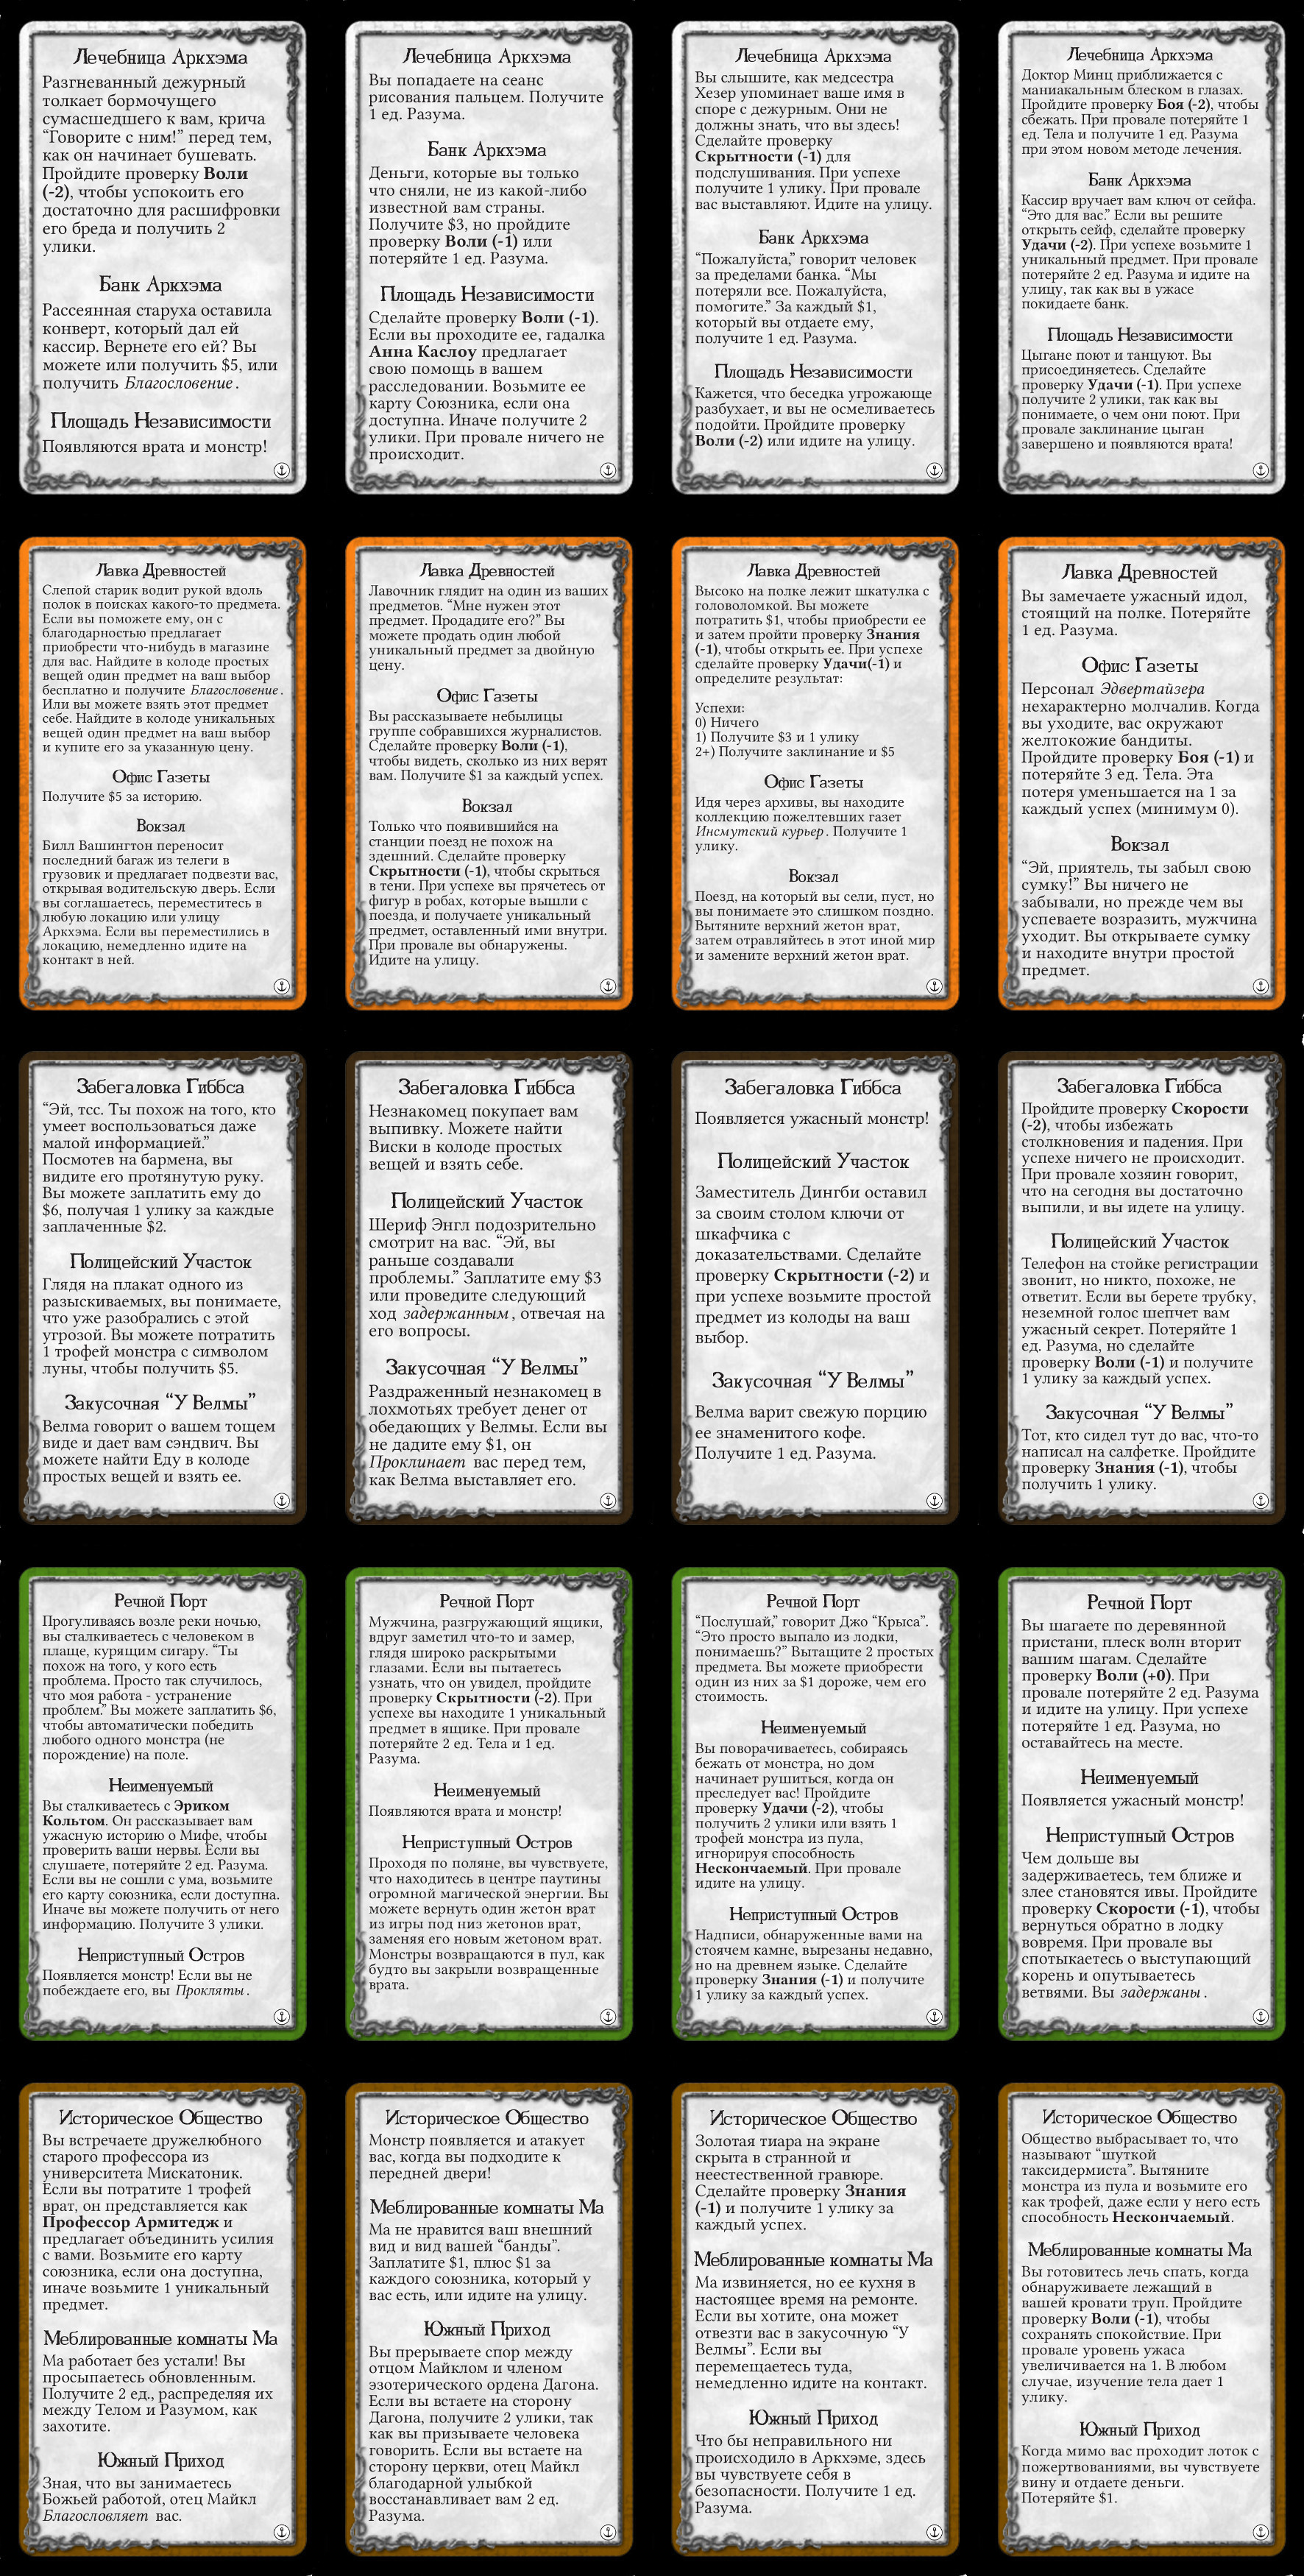 Лечебница Аркхэма
Разгневанный дежурный
толкает бормочущего
сумасшедшего к вам, крича
“Говорите с ним!” перед тем,
как он начинает бушевать.
Пройдите проверку Воли
(-2), чтобы успокоить его
достаточно для расшифровки
его бреда и получить 2
улики.
Банк Аркхэма
Рассеянная старуха оставила
конверт, который дал ей
кассир. Вернете его ей? Вы
можете или получить $5, или
получить Благословение.
Площадь Независимости
Появляются врата и монстр!
Лечебница Аркхэма
Вы попадаете на сеанс
рисования пальцем. Получите
1 ед. Разума.
Банк Аркхэма
Деньги, которые вы только
что сняли, не из какой-либо
известной вам страны.
Получите $3, но пройдите
проверку Воли (-1) или
потеряйте 1 ед. Разума.
Площадь Независимости
Сделайте проверку Воли (-1).
Если вы проходите ее, гадалка
Анна Каслоу предлагает
свою помощь в вашем
расследовании. Возьмите ее
карту Союзника, если она
доступна. Иначе получите 2
улики. При провале ничего не
происходит.
Лечебница Аркхэма
Вы слышите, как медсестра
Хезер упоминает ваше имя в
споре с дежурным. Они не
должны знать, что вы здесь!
Сделайте проверку
Скрытности (-1) для
подслушивания. При успехе
получите 1 улику. При провале
вас выставляют. Идите на улицу.
Банк Аркхэма
“Пожалуйста,” говорит человек
за пределами банка. “Мы
потеряли все. Пожалуйста,
помогите.” За каждый $1,
который вы отдаете ему,
получите 1 ед. Разума.
Площадь Независимости
Кажется, что беседка угрожающе
разбухает, и вы не осмеливаетесь
подойти. Пройдите проверку
Воли (-2) или идите на улицу.
Лечебница Аркхэма
Доктор Минц приближается с
маниакальным блеском в глазах.
Пройдите проверку Боя (-2), чтобы
сбежать. При провале потеряйте 1
ед. Тела и получите 1 ед. Разума
при этом новом методе лечения.
Банк Аркхэма
Кассир вручает вам ключ от сейфа.
“Это для вас.” Если вы решите
открыть сейф, сделайте проверку
Удачи (-2). При успехе возьмите 1
уникальный предмет. При провале
потеряйте 2 ед. Разума и идите на
улицу, так как вы в ужасе
покидаете банк.
Площадь Независимости
Цыгане поют и танцуют. Вы
присоединяетесь. Сделайте
проверку Удачи (-1). При успехе
получите 2 улики, так как вы
понимаете, о чем они поют. При
провале заклинание цыган
завершено и появляются врата!
Лавка Древностей
Слепой старик водит рукой вдоль
полок в поисках какого-то предмета.
Если вы поможете ему, он с
благодарностью предлагает
приобрести что-нибудь в магазине
для вас. Найдите в колоде простых
вещей один предмет на ваш выбор
бесплатно и получите Благословение.
Или вы можете взять этот предмет
себе. Найдите в колоде уникальных
вещей один предмет на ваш выбор
и купите его за указанную цену.
Офис Газеты
Получите $5 за историю.
Вокзал
Билл Вашингтон переносит
последний багаж из телеги в
грузовик и предлагает подвезти вас,
открывая водительскую дверь. Если
вы соглашаетесь, переместитесь в
любую локацию или улицу
Аркхэма. Если вы переместились в
локацию, немедленно идите на
контакт в ней.
Лавка Древностей
Лавочник глядит на один из ваших
предметов. “Мне нужен этот
предмет. Продадите его?” Вы
можете продать один любой
уникальный предмет за двойную
цену.
Офис Газеты
Вы рассказываете небылицы
группе собравшихся журналистов.
Сделайте проверку Воли (-1),
чтобы видеть, сколько из них верят
вам. Получите $1 за каждый успех.
Вокзал
Только что появившийся на
станции поезд не похож на
здешний. Сделайте проверку
Скрытности (-1), чтобы скрыться
в тени. При успехе вы прячетесь от
фигур в робах, которые вышли с
поезда, и получаете уникальный
предмет, оставленный ими внутри.
При провале вы обнаружены.
Идите на улицу.
Лавка Древностей
Высоко на полке лежит шкатулка с
головоломкой. Вы можете
потратить $1, чтобы приобрести ее
и затем пройти проверку Знания
(-1), чтобы открыть ее. При успехе
сделайте проверку Удачи(-1) и
определите результат:
Успехи:
0) Ничего
1) Получите $3 и 1 улику
2+) Получите заклинание и $5
Офис Газеты
Идя через архивы, вы находите
коллекцию пожелтевших газет
Инсмутский курьер. Получите 1
улику.
Вокзал
Поезд, на который вы сели, пуст, но
вы понимаете это слишком поздно.
Вытяните верхний жетон врат,
затем отравляйтесь в этот иной мир
и замените верхний жетон врат.
Лавка Древностей
Вы замечаете ужасный идол,
стоящий на полке. Потеряйте
1 ед. Разума.
Офис Газеты
Персонал Эдвертайзера
нехарактерно молчалив. Когда
вы уходите, вас окружают
желтокожие бандиты.
Пройдите проверку Боя (-1) и
потеряйте 3 ед. Тела. Эта
потеря уменьшается на 1 за
каждый успех (минимум 0).
Вокзал
“Эй, приятель, ты забыл свою
сумку!” Вы ничего не
забывали, но прежде чем вы
успеваете возразить, мужчина
уходит. Вы открываете сумку
и находите внутри простой
предмет.
Забегаловка Гиббса
“Эй, тсс. Ты похож на того, кто
умеет воспользоваться даже
малой информацией.”
Посмотев на бармена, вы
видите его протянутую руку.
Вы можете заплатить ему до
$6, получая 1 улику за каждые
заплаченные $2.
Полицейский Участок
Глядя на плакат одного из
разыскиваемых, вы понимаете,
что уже разобрались с этой
угрозой. Вы можете потратить
1 трофей монстра с символом
луны, чтобы получить $5.
Закусочная “У Велмы”
Велма говорит о вашем тощем
виде и дает вам сэндвич. Вы
можете найти Еду в колоде
простых вещей и взять ее.
Забегаловка Гиббса
Незнакомец покупает вам
выпивку. Можете найти
Виски в колоде простых
вещей и взять себе.
Полицейский Участок
Шериф Энгл подозрительно
смотрит на вас. “Эй, вы
раньше создавали
проблемы.” Заплатите ему $3
или проведите следующий
ход задержанным, отвечая на
его вопросы.
Закусочная “У Велмы”
Раздраженный незнакомец в
лохмотьях требует денег от
обедающих у Велмы. Если вы
не дадите ему $1, он
Проклинает вас перед тем,
как Велма выставляет его.
Забегаловка Гиббса
Появляется ужасный монстр!
Полицейский Участок
Заместитель Дингби оставил
за своим столом ключи от
шкафчика с
доказательствами. Сделайте
проверку Скрытности (-2) и
при успехе возьмите простой
предмет из колоды на ваш
выбор.
Закусочная “У Велмы”
Велма варит свежую порцию
ее знаменитого кофе.
Получите 1 ед. Разума.
Забегаловка Гиббса
Пройдите проверку Скорости
(-2), чтобы избежать
столкновения и падения. При
успехе ничего не происходит.
При провале хозяин говорит,
что на сегодня вы достаточно
выпили, и вы идете на улицу.
Полицейский Участок
Телефон на стойке регистрации
звонит, но никто, похоже, не
ответит. Если вы берете трубку,
неземной голос шепчет вам
ужасный секрет. Потеряйте 1
ед. Разума, но сделайте
проверку Воли (-1) и получите
1 улику за каждый успех.
Закусочная “У Велмы”
Тот, кто сидел тут до вас, что-то
написал на салфетке. Пройдите
проверку Знания (-1), чтобы
получить 1 улику.
Речной Порт
Прогуливаясь возле реки ночью,
вы сталкиваетесь с человеком в
плаще, курящим сигару. “Ты
похож на того, у кого есть
проблема. Просто так случилось,
что моя работа - устранение
проблем.” Вы можете заплатить $6,
чтобы автоматически победить
любого одного монстра (не
порождение) на поле.
Неименуемый
Вы сталкиваетесь с Эриком
Кольтом. Он рассказывает вам
ужасную историю о Мифе, чтобы
проверить ваши нервы. Если вы
слушаете, потеряйте 2 ед. Разума.
Если вы не сошли с ума, возьмите
его карту союзника, если доступна.
Иначе вы можете получить от него
информацию. Получите 3 улики.
Неприступный Остров
Появляется монстр! Если вы не
побеждаете его, вы Прокляты.
Речной Порт
Мужчина, разгружающий ящики,
вдруг заметил что-то и замер,
глядя широко раскрытыми
глазами. Если вы пытаетесь
узнать, что он увидел, пройдите
проверку Скрытности (-2). При
успехе вы находите 1 уникальный
предмет в ящике. При провале
потеряйте 2 ед. Тела и 1 ед.
Разума.
Неименуемый
Появляются врата и монстр!
Неприступный Остров
Проходя по поляне, вы чувствуете,
что находитесь в центре паутины
огромной магической энергии. Вы
можете вернуть один жетон врат
из игры под низ жетонов врат,
заменяя его новым жетоном врат.
Монстры возвращаются в пул, как
будто вы закрыли возвращенные
врата.
Речной Порт
“Послушай,” говорит Джо “Крыса”.
“Это просто выпало из лодки,
понимаешь?” Вытащите 2 простых
предмета. Вы можете приобрести
один из них за $1 дороже, чем его
стоимость.
Неименуемый
Вы поворачиваетесь, собираясь
бежать от монстра, но дом
начинает рушиться, когда он
преследует вас! Пройдите
проверку Удачи (-2), чтобы
получить 2 улики или взять 1
трофей монстра из пула,
игнорируя способность
Нескончаемый. При провале
идите на улицу.
Неприступный Остров
Надписи, обнаруженные вами на
стоячем камне, вырезаны недавно,
но на древнем языке. Сделайте
проверку Знания (-1) и получите
1 улику за каждый успех.
Речной Порт
Вы шагаете по деревянной
пристани, плеск волн вторит
вашим шагам. Сделайте
проверку Воли (+0). При
провале потеряйте 2 ед. Разума
и идите на улицу. При успехе
потеряйте 1 ед. Разума, но
оставайтесь на месте.
Неименуемый
Появляется ужасный монстр!
Неприступный Остров
Чем дольше вы
задерживаетесь, тем ближе и
злее становятся ивы. Пройдите
проверку Скорости (-1), чтобы
вернуться обратно в лодку
вовремя. При провале вы
спотыкаетесь о выступающий
корень и опутываетесь
ветвями. Вы задержаны.
Историческое Общество
Вы встречаете дружелюбного
старого профессора из
университета Мискатоник.
Если вы потратите 1 трофей
врат, он представляется как
Профессор Армитедж и
предлагает объединить усилия
с вами. Возьмите его карту
союзника, если она доступна,
иначе возьмите 1 уникальный
предмет.
Меблированные комнаты Ма
Ма работает без устали! Вы
просыпаетесь обновленным.
Получите 2 ед., распределяя их
между Телом и Разумом, как
захотите.
Южный Приход
Зная, что вы занимаетесь
Божьей работой, отец Майкл
Благословляет вас.
Историческое Общество
Монстр появляется и атакует
вас, когда вы подходите к
передней двери!
Меблированные комнаты Ма
Ма не нравится ваш внешний
вид и вид вашей “банды”.
Заплатите $1, плюс $1 за
каждого союзника, который у
вас есть, или идите на улицу.
Южный Приход
Вы прерываете спор между
отцом Майклом и членом
эзотерического ордена Дагона.
Если вы встаете на сторону
Дагона, получите 2 улики, так
как вы призываете человека
говорить. Если вы встаете на
сторону церкви, отец Майкл
благодарной улыбкой
восстанавливает вам 2 ед.
Разума.
Историческое Общество
Золотая тиара на экране
скрыта в странной и
неестественной гравюре.
Сделайте проверку Знания
(-1) и получите 1 улику за
каждый успех.
Меблированные комнаты Ма
Ма извиняется, но ее кухня в
настоящее время на ремонте.
Если вы хотите, она может
отвезти вас в закусочную “У
Велмы”. Если вы
перемещаетесь туда,
немедленно идите на контакт.
Южный Приход
Что бы неправильного ни
происходило в Аркхэме, здесь
вы чувствуете себя в
безопасности. Получите 1 ед.
Разума.
Историческое Общество
Общество выбрасывает то, что
называют “шуткой
таксидермиста”. Вытяните
монстра из пула и возьмите его
как трофей, даже если у него есть
способность Нескончаемый.
Меблированные комнаты Ма
Вы готовитесь лечь спать, когда
обнаруживаете лежащий в
вашей кровати труп. Пройдите
проверку Воли (-1), чтобы
сохранять спокойствие. При
провале уровень ужаса
увеличивается на 1. В любом
случае, изучение тела дает 1
улику.
Южный Приход
Когда мимо вас проходит лоток с
пожертвованиями, вы чувствуете
вину и отдаете деньги.
Потеряйте $1.